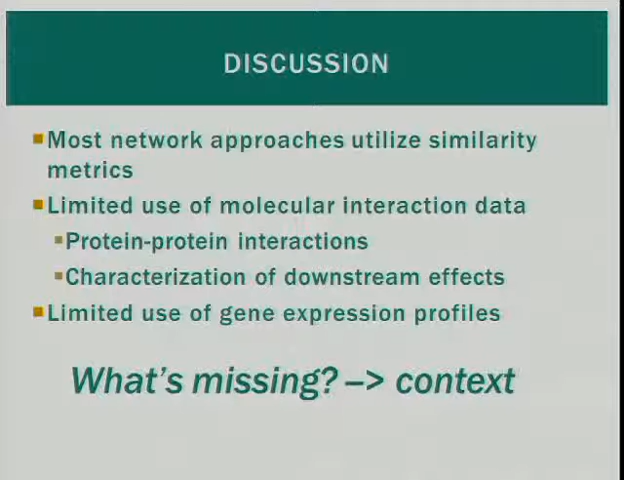 DISCUSSION
Most network approaches utilize similarity
metrics
Limited use of molecular interaction data
Protein-protein interactions
Characterization of downstream effects
Limited use of gene expression profiles
What's missing? –> context